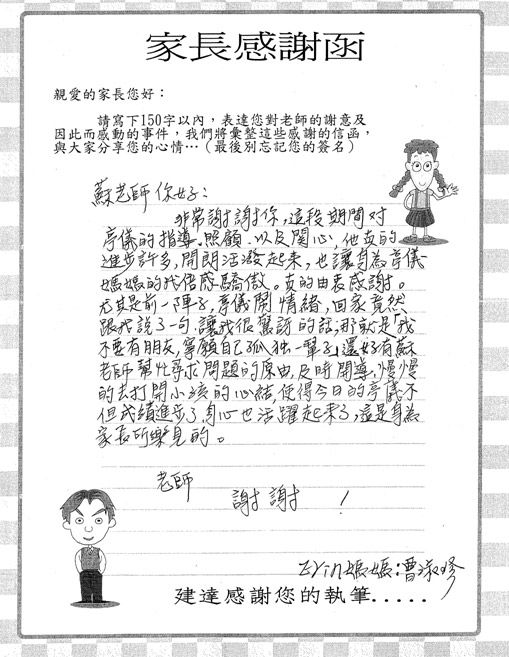 家長感謝函
親愛的家長您好：
請寫下150字以內，表達您對老師的謝意及
因此而感動的事件，我們將彙整這些感謝的信函，
與大家分享您的心情…（最後別忘記您的簽名）
蘇老師你好：
非常謝謝你，這段期間對
亭儀的指導、照顧、以及關心，他真的
進步許多，開朗活潑起來，也讓身為亭儀
媽媽的我倍感驕傲。真的由衷感謝。
尤其是前一陣子，亭儀鬧情緒，回家竟然
跟我說了一句，讓我很驚訝的話；那就是「我
不要有朋友，寧願自己孤獨一輩子」還好有蘇
老師幫忙尋求問題的原由，及時開導，慢慢
的去打開小孩的心結，使得今日的亭儀不
但成績進步了，身心也活躍起來了，這是身為
家長所樂見的。
老師
謝謝！
Erin媽媽：曹淑修
建達感謝您的執筆.....